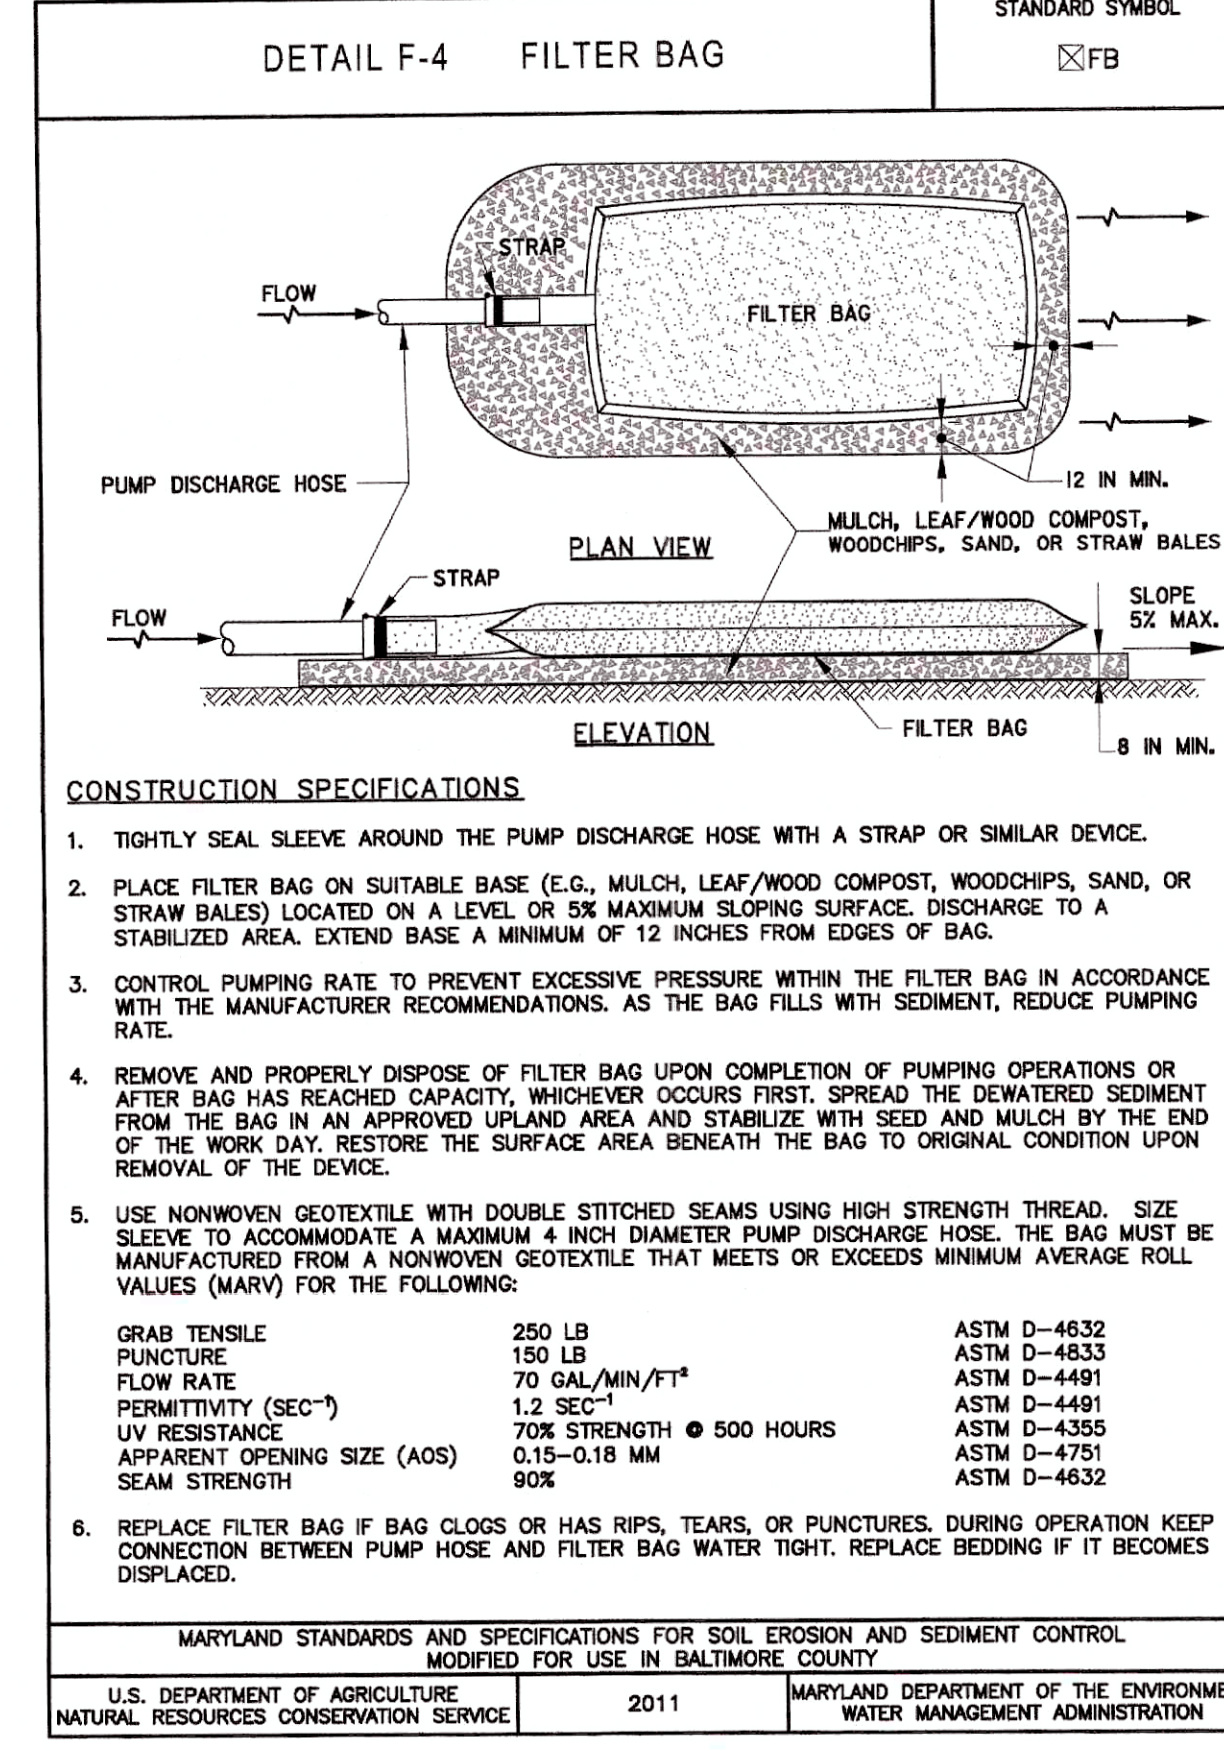 STANDARD SYMBOL
DETAIL F-4 FILTER BAG
☒FB
STRAP
FLOW
FILTER BAG
PUMP DISCHARGE HOSE
12 IN MIN.
MULCH, LEAF/WOOD COMPOST,
WOODCHIPS, SAND, OR STRAW BALES
PLAN VIEW
STRAP
FLOW
SLOPE
5% MAX.
FILTER BAG
ELEVATION
8 IN MIN.
CONSTRUCTION SPECIFICATIONS
1. TIGHTLY SEAL SLEEVE AROUND THE PUMP DISCHARGE HOSE WITH A STRAP OR SIMILAR DEVICE.
2. PLACE FILTER BAG ON SUITABLE BASE (E.G., MULCH, LEAF/WOOD COMPOST, WOODCHIPS, SAND, OR
STRAW BALES) LOCATED ON A LEVEL OR 5% MAXIMUM SLOPING SURFACE. DISCHARGE TO A
STABILIZED AREA. EXTEND BASE A MINIMUM OF 12 INCHES FROM EDGES OF BAG.
3. CONTROL PUMPING RATE TO PREVENT EXCESSIVE PRESSURE WITHIN THE FILTER BAG IN ACCORDANCE
WITH THE MANUFACTURER RECOMMENDATIONS. AS THE BAG FILLS WITH SEDIMENT, REDUCE PUMPING
RATE.
4. REMOVE AND PROPERLY DISPOSE OF FILTER BAG UPON COMPLETION OF PUMPING OPERATIONS OR
AFTER BAG HAS REACHED CAPACITY, WHICHEVER OCCURS FIRST. SPREAD THE DEWATERED SEDIMENT
FROM THE BAG IN AN APPROVED UPLAND AREA AND STABILIZE WITH SEED AND MULCH BY THE END
OF THE WORK DAY. RESTORE THE SURFACE AREA BENEATH THE BAG TO ORIGINAL CONDITION UPON
REMOVAL OF THE DEVICE.
5. USE NONWOVEN GEOTEXTILE WITH DOUBLE STITCHED SEAMS USING HIGH STRENGTH THREAD. SIZE
SLEEVE TO ACCOMMODATE A MAXIMUM 4 INCH DIAMETER PUMP DISCHARGE HOSE. THE BAG MUST BE
MANUFACTURED FROM A NONWOVEN GEOTEXTILE THAT MEETS OR EXCEEDS MINIMUM AVERAGE ROLL
VALUES (MARV) FOR THE FOLLOWING:
GRAB TENSILE 250 LB ASTM D-4632
PUNCTURE 150 LB ASTM D-4833
FLOW RATE 70 GAL/MIN/FT² ASTM D-4491
PERMITTIVITY (SEC⁻¹) 1.2 SEC⁻¹ ASTM D-4491
UV RESISTANCE 70% STRENGTH @ 500 HOURS ASTM D-4355
APPARENT OPENING SIZE (AOS) 0.15-0.18 MM ASTM D-4751
SEAM STRENGTH 90% ASTM D-4632
6. REPLACE FILTER BAG IF BAG CLOGS OR HAS RIPS, TEARS, OR PUNCTURES. DURING OPERATION KEEP
CONNECTION BETWEEN PUMP HOSE AND FILTER BAG WATER TIGHT. REPLACE BEDDING IF IT BECOMES
DISPLACED.
MARYLAND STANDARDS AND SPECIFICATIONS FOR SOIL EROSION AND SEDIMENT CONTROL
MODIFIED FOR USE IN BALTIMORE COUNTY
U.S. DEPARTMENT OF AGRICULTURE
NATURAL RESOURCES CONSERVATION SERVICE
2011
MARYLAND DEPARTMENT OF THE ENVIRONME
WATER MANAGEMENT ADMINISTRATION